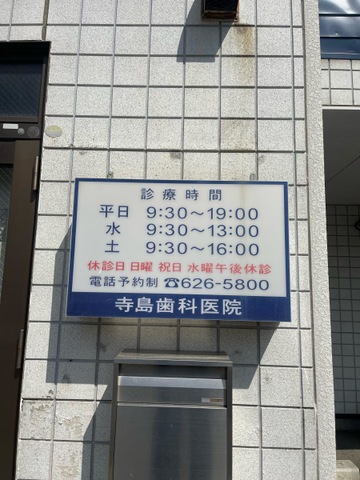 診療時間
平日 9:30～19:00
水 9:30～13:00
土 9:30～16:00
休診日 日曜 祝日 水曜午後休診
電話予約制 ☎626-5800
寺島歯科医院